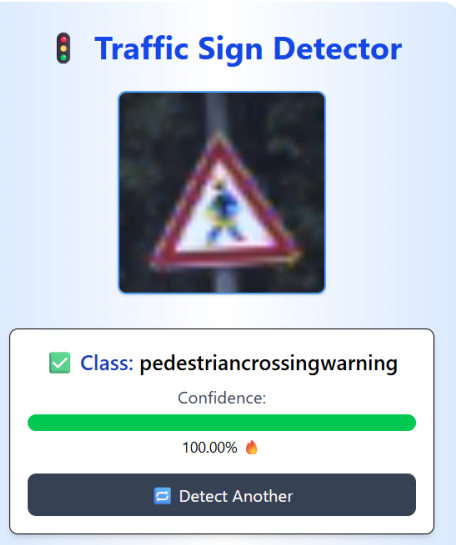 🚦 Traffic Sign Detector
✅ Class: pedestriancrossingwarning
Confidence:
100.00% 🔥
🔁 Detect Another